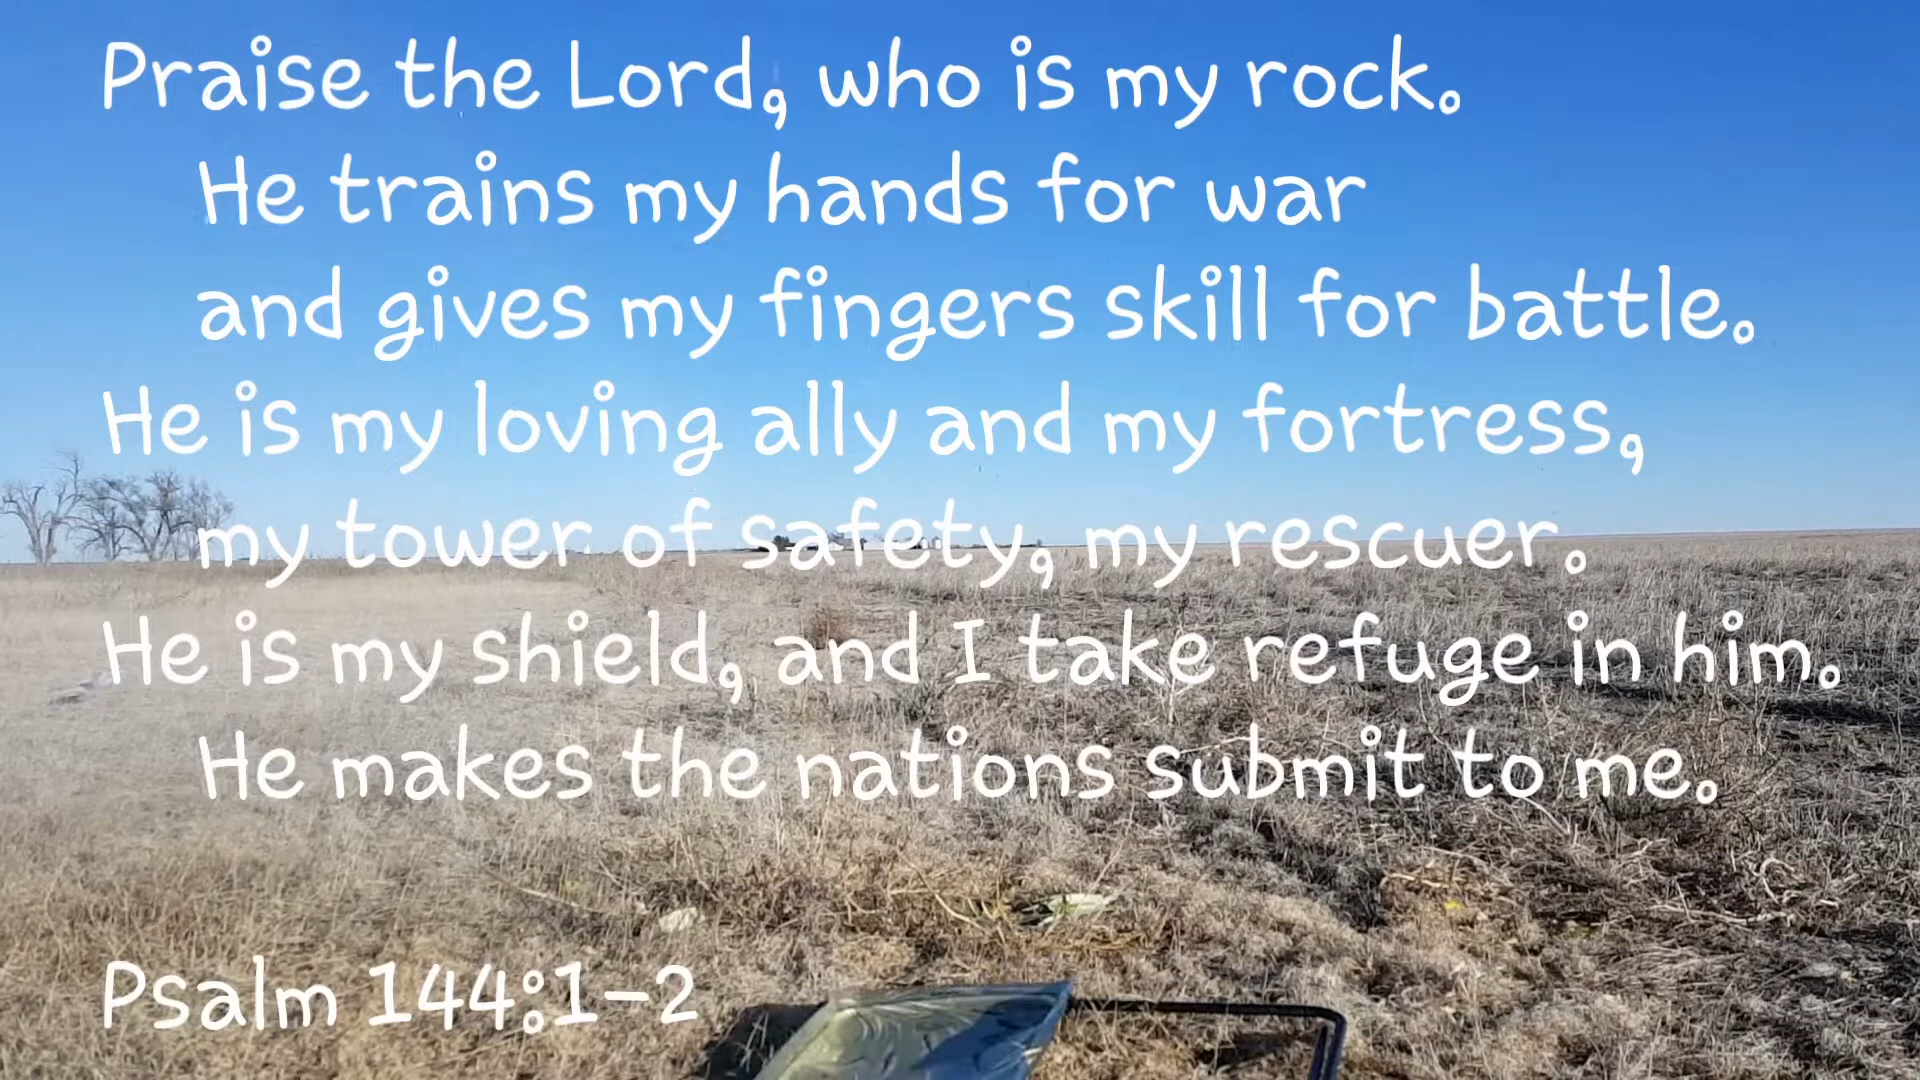 Praise the Lord, who is my rock.
He trains my hands for war
and gives my fingers skill for battle.
He is my loving ally and my fortress,
my tower of safety, my rescuer.
He is my shield, and I take refuge in him.
He makes the nations submit to me.
Psalm 144:1-2